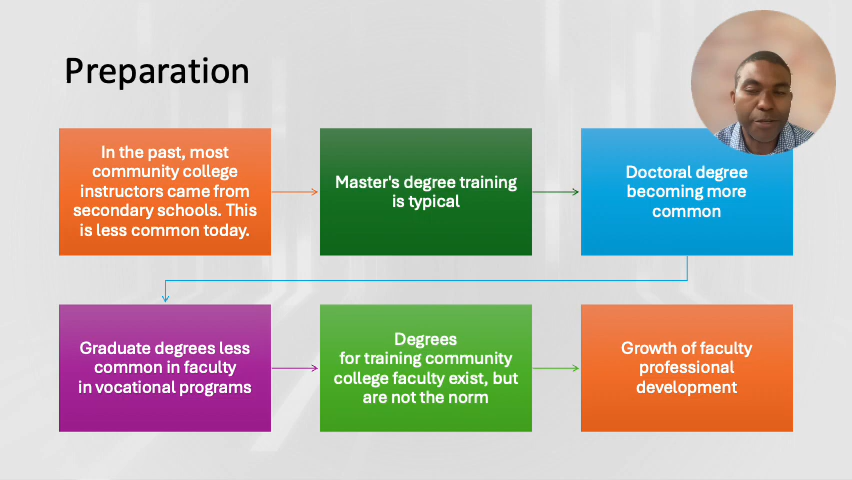 Preparation
In the past, most
community college
instructors came from
secondary schools. This
is less common today.
Master's degree training
is typical
Doctoral degree
becoming more
common
Graduate degrees less
common in faculty
in vocational programs
Degrees
for training community
college faculty exist, but
are not the norm
Growth of faculty
professional
development